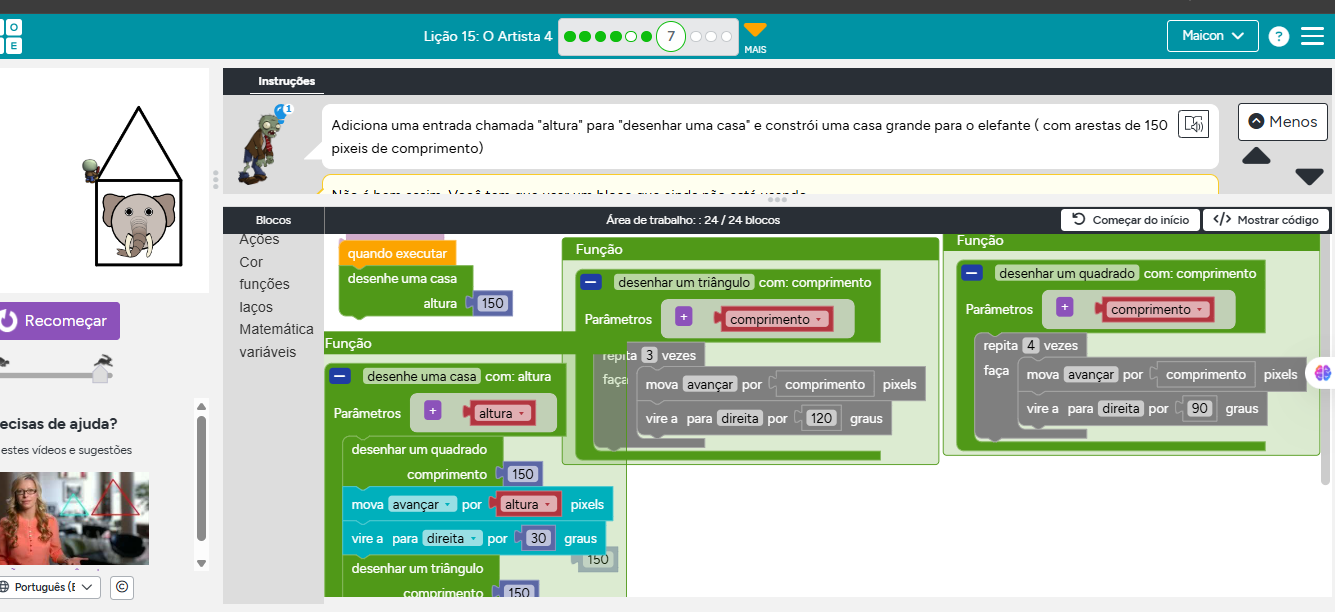 O
E
Lição 15: O Artista 4
7
MAIS
Maicon
?
Instruções
1
Adiciona uma entrada chamada "altura" para "desenhar uma casa" e constrói uma casa grande para o elefante ( com arestas de 150
pixeis de comprimento)
Menos
Blocos
Área de trabalho: : 24 / 24 blocos
Começar do início
</> Mostrar código
Ações
Cor
funções
laços
Matemática
variáveis
quando executar
desenhe uma casa
altura 150
Função
desenhe uma casa com: altura
Parâmetros + altura
desenhar um quadrado
comprimento 150
mova avançar por altura pixels
vire a para direita por 30 graus
desenhar um triângulo
comprimento 150
150
Função
desenhar um triângulo com: comprimento
Parâmetros + comprimento
repita 3 vezes
faça
mova avançar por comprimento pixels
vire a para direita por 120 graus
Função
desenhar um quadrado com: comprimento
Parâmetros + comprimento
repita 4 vezes
faça
mova avançar por comprimento pixels
vire a para direita por 90 graus
Recomeçar
ecisas de ajuda?
estes vídeos e sugestões
Português (E
©